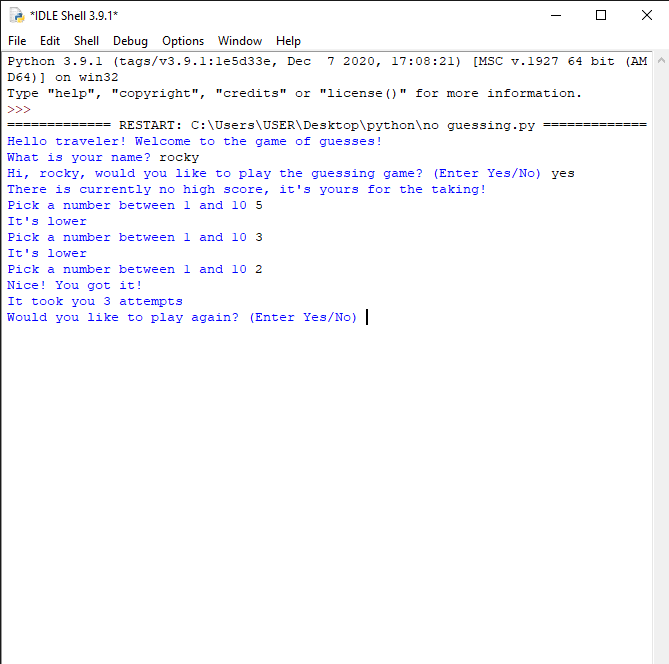 *IDLE Shell 3.9.1*
File Edit Shell Debug Options Window Help
Python 3.9.1 (tags/v3.9.1:1e5d33e, Dec  7 2020, 17:08:21) [MSC v.1927 64 bit (AM
D64)] on win32
Type "help", "copyright", "credits" or "license()" for more information.
>>>
============= RESTART: C:\Users\USER\Desktop\python\no guessing.py =============
Hello traveler! Welcome to the game of guesses!
What is your name? rocky
Hi, rocky, would you like to play the guessing game? (Enter Yes/No) yes
There is currently no high score, it's yours for the taking!
Pick a number between 1 and 10 5
It's lower
Pick a number between 1 and 10 3
It's lower
Pick a number between 1 and 10 2
Nice! You got it!
It took you 3 attempts
Would you like to play again? (Enter Yes/No)